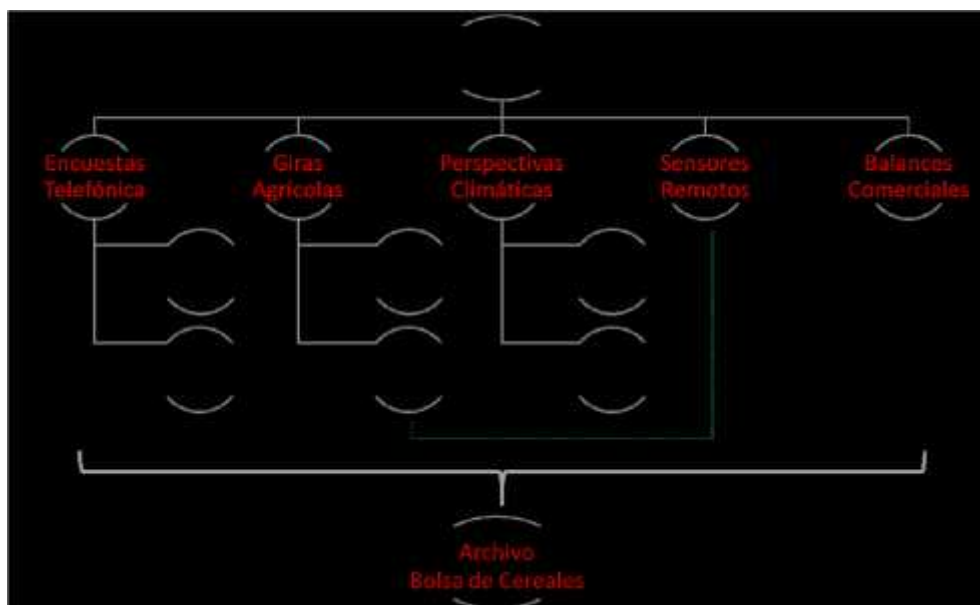 Encuestas
Telefónica
Giras
Agrícolas
Perspectivas
Climáticas
Sensores
Remotos
Balances
Comerciales
Archivo
Bolsa de Cereales